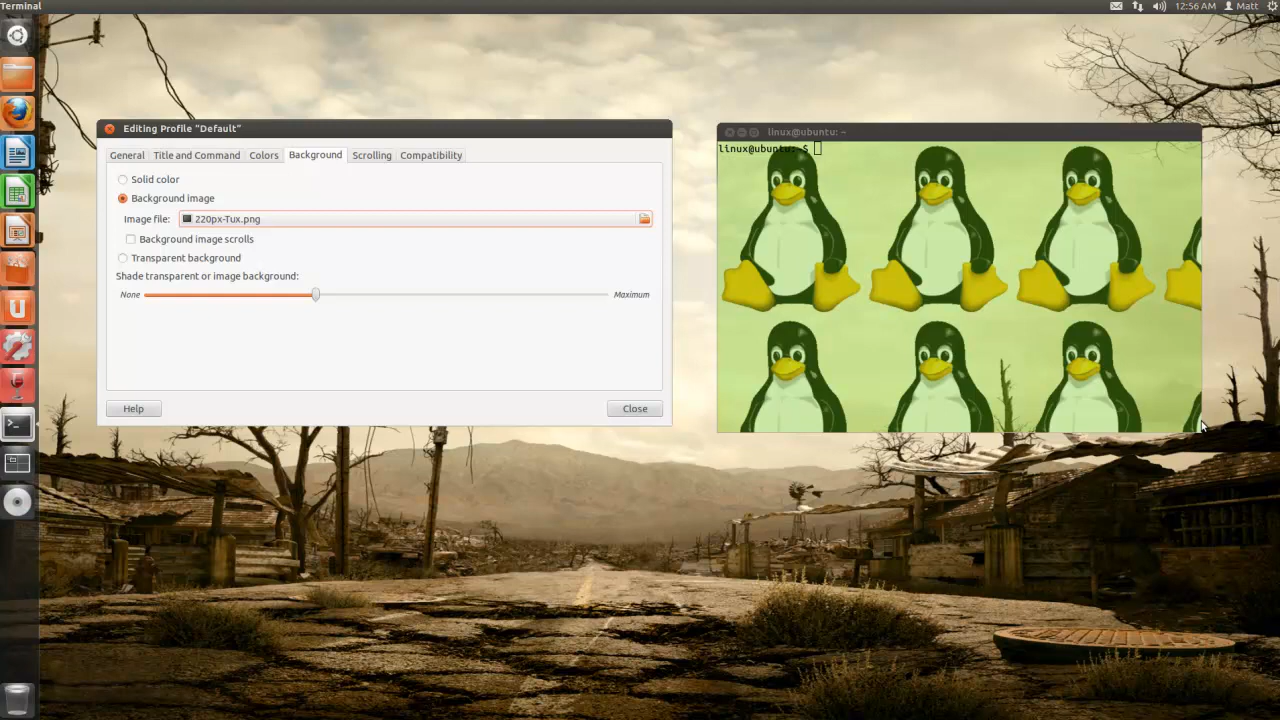 Terminal
12:56 AM Matt
Editing Profile "Default"
General Title and Command Colors Background Scrolling Compatibility
Solid color
Background image
Image file: 220px-Tux.png
Background image scrolls
Transparent background
Shade transparent or image background:
None Maximum
Help Close
linux@ubuntu: ~
linux@ubuntu:~$